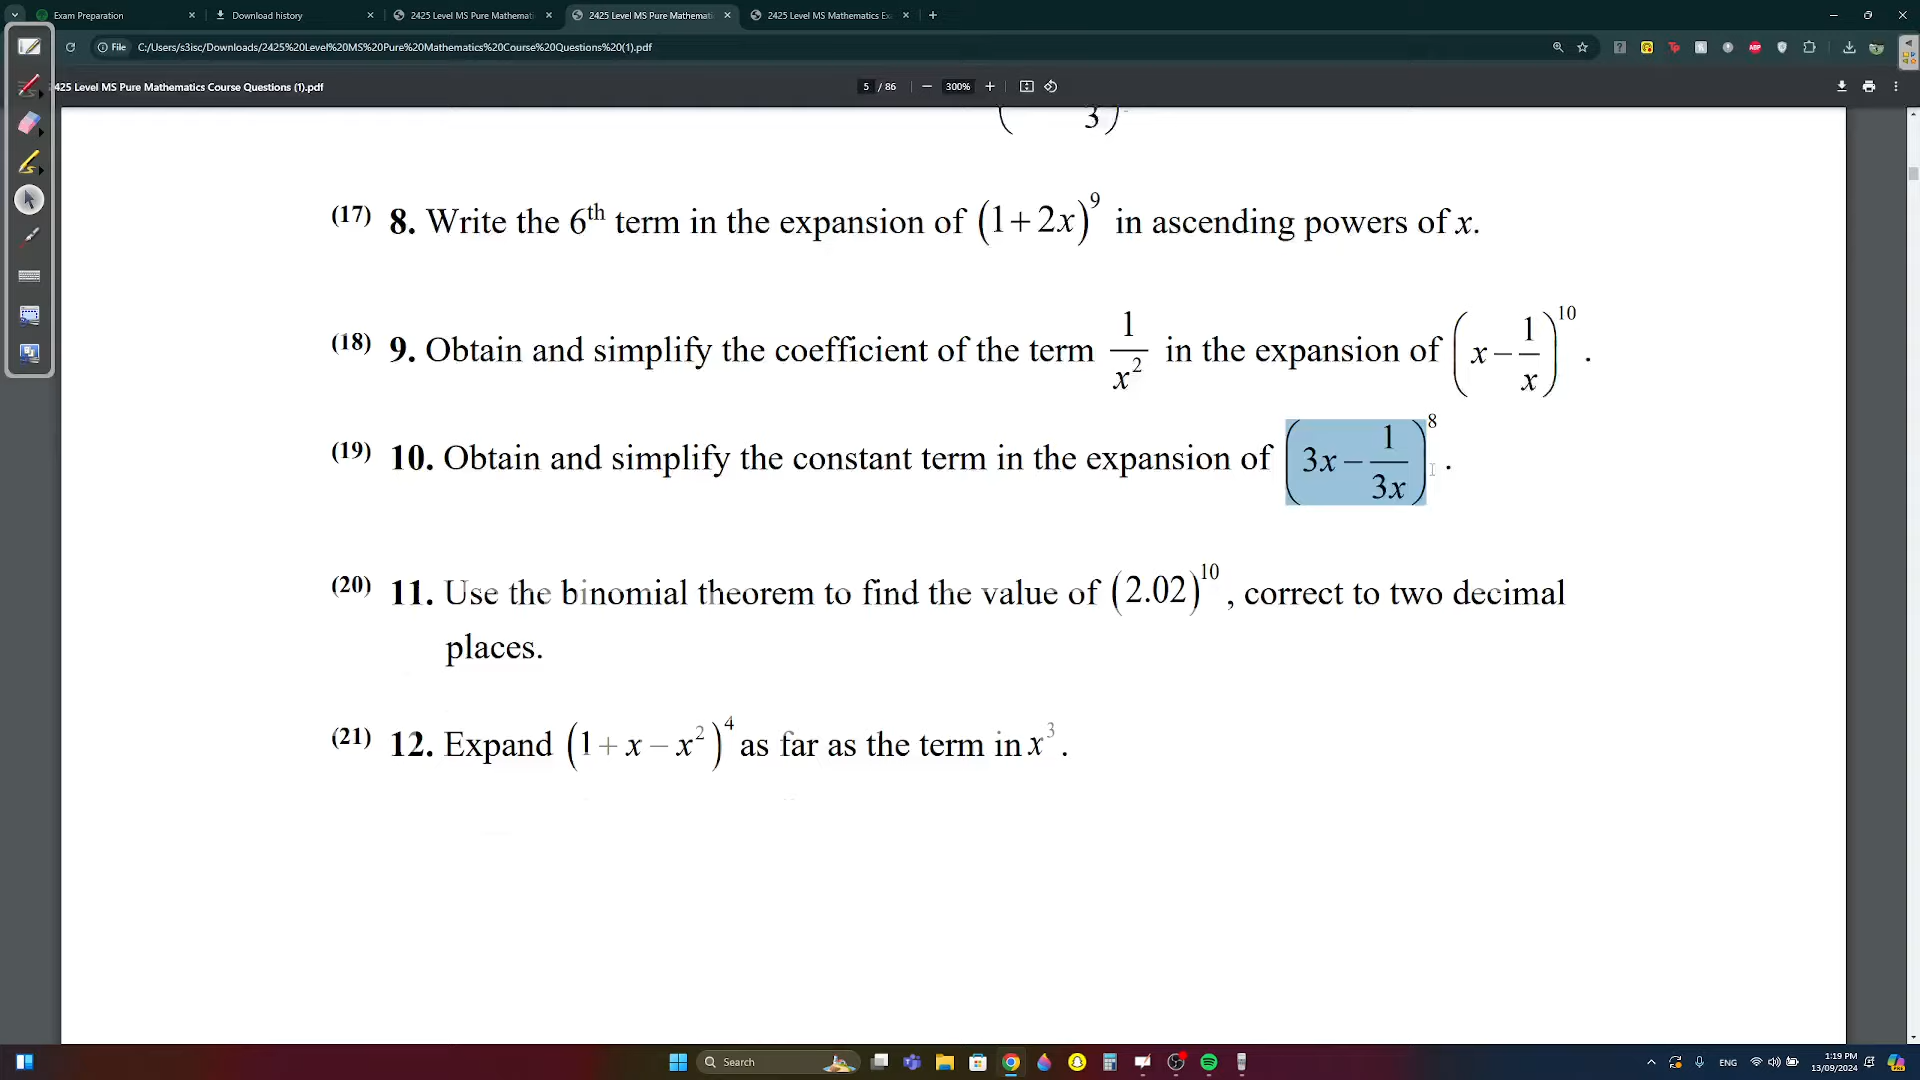 Exam Preparation
Download history
2425 Level MS Pure Mathemat
2425 Level MS Pure Mathemat
2425 Level MS Mathematics Ex
File
C:/Users/s3isc/Downloads/2425%20Level%20MS%20Pure%20Mathematics%20Course%20Questions%20(1).pdf
2425 Level MS Pure Mathematics Course Questions (1).pdf
5 / 86
300%
3
(17) 8. Write the 6th term in the expansion of (1+2x)^9 in ascending powers of x.
(18) 9. Obtain and simplify the coefficient of the term 1/x^2 in the expansion of (x − 1/x)^10 .
(19) 10. Obtain and simplify the constant term in the expansion of (3x − 1/3x)^8 .
(20) 11. Use the binomial theorem to find the value of (2.02)^10 , correct to two decimal
places.
(21) 12. Expand (1 + x − x^2)^4 as far as the term in x^3 .
Search
ENG
1:19 PM
13/09/2024